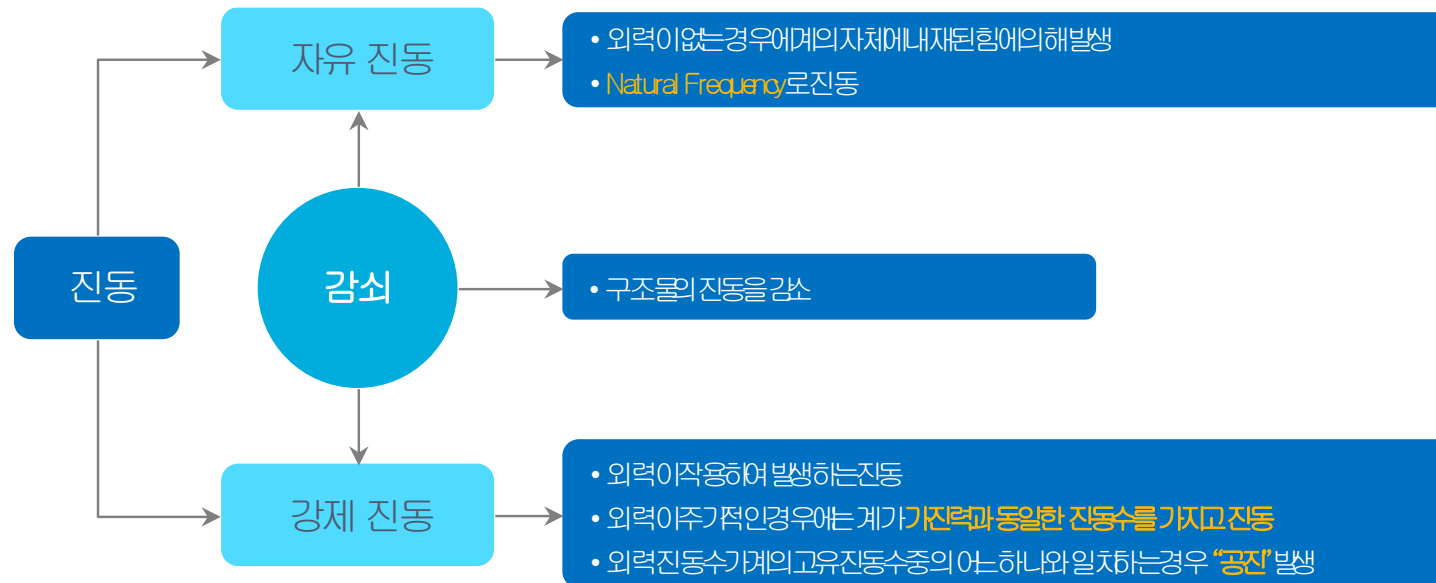 자유 진동
• 외력이 없는 경우에 계의 자체에 내재된 힘에 의해 발생
• Natural Frequency로 진동
진동
감쇠
• 구조물의 진동을 감소
강제 진동
• 외력이 작용하여 발생하는 진동
• 외력이 주기적인 경우에는 계가 가진력과 동일한 진동수를 가지고 진동
• 외력 진동수가 계의 고유 진동수 중의 어느 하나와 일치하는 경우 “공진” 발생